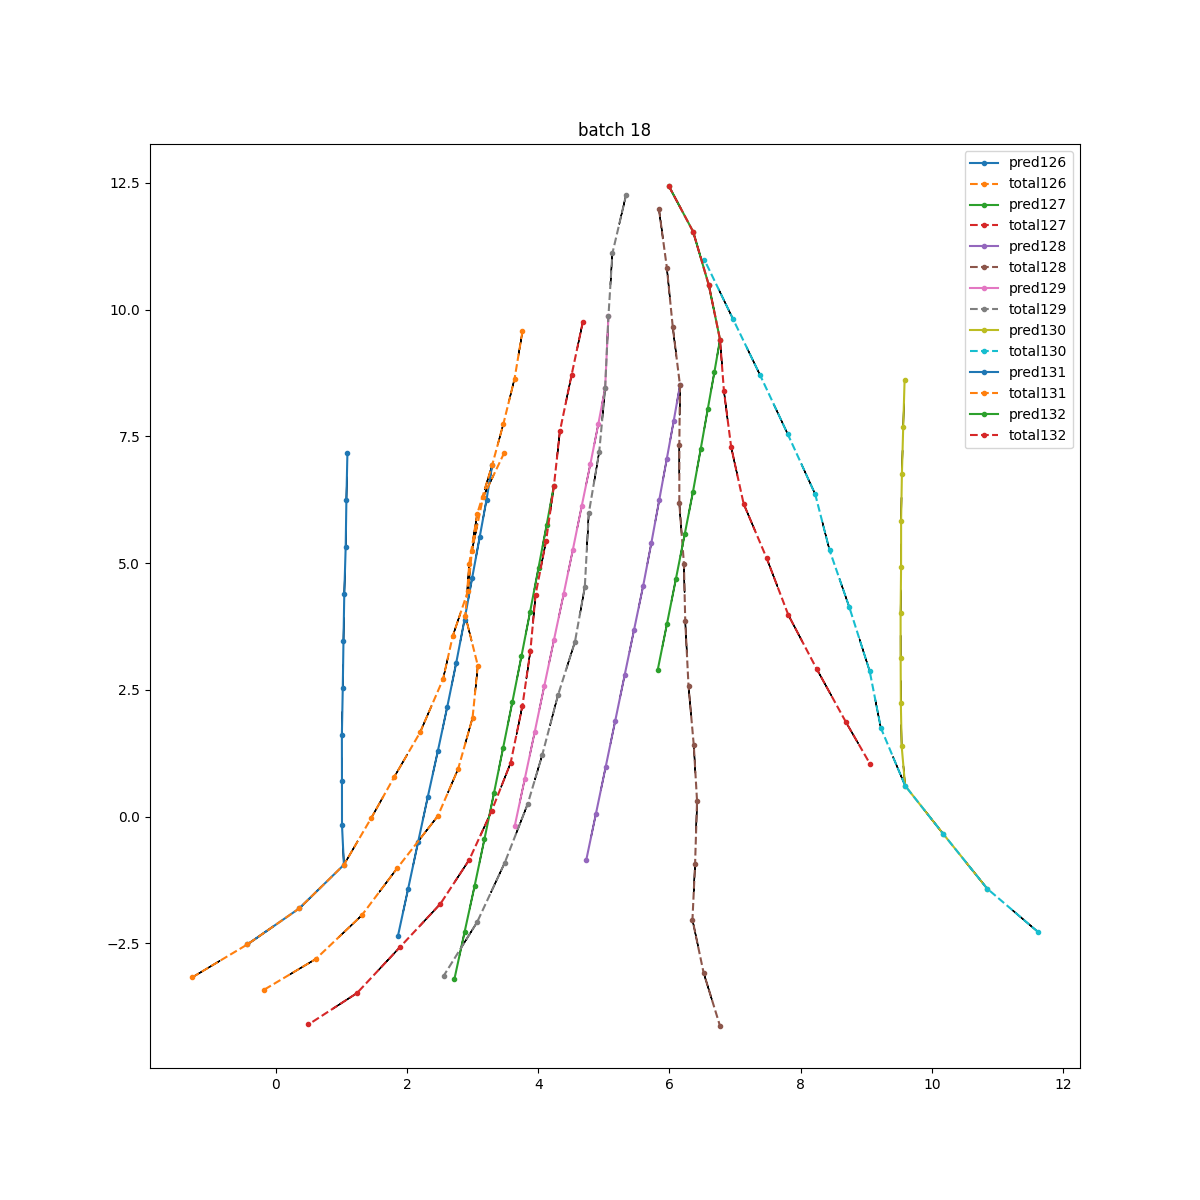 batch 18
12.5
10.0
7.5
5.0
2.5
0.0
−2.5
0 2 4 6 8 10 12
pred126
total126
pred127
total127
pred128
total128
pred129
total129
pred130
total130
pred131
total131
pred132
total132